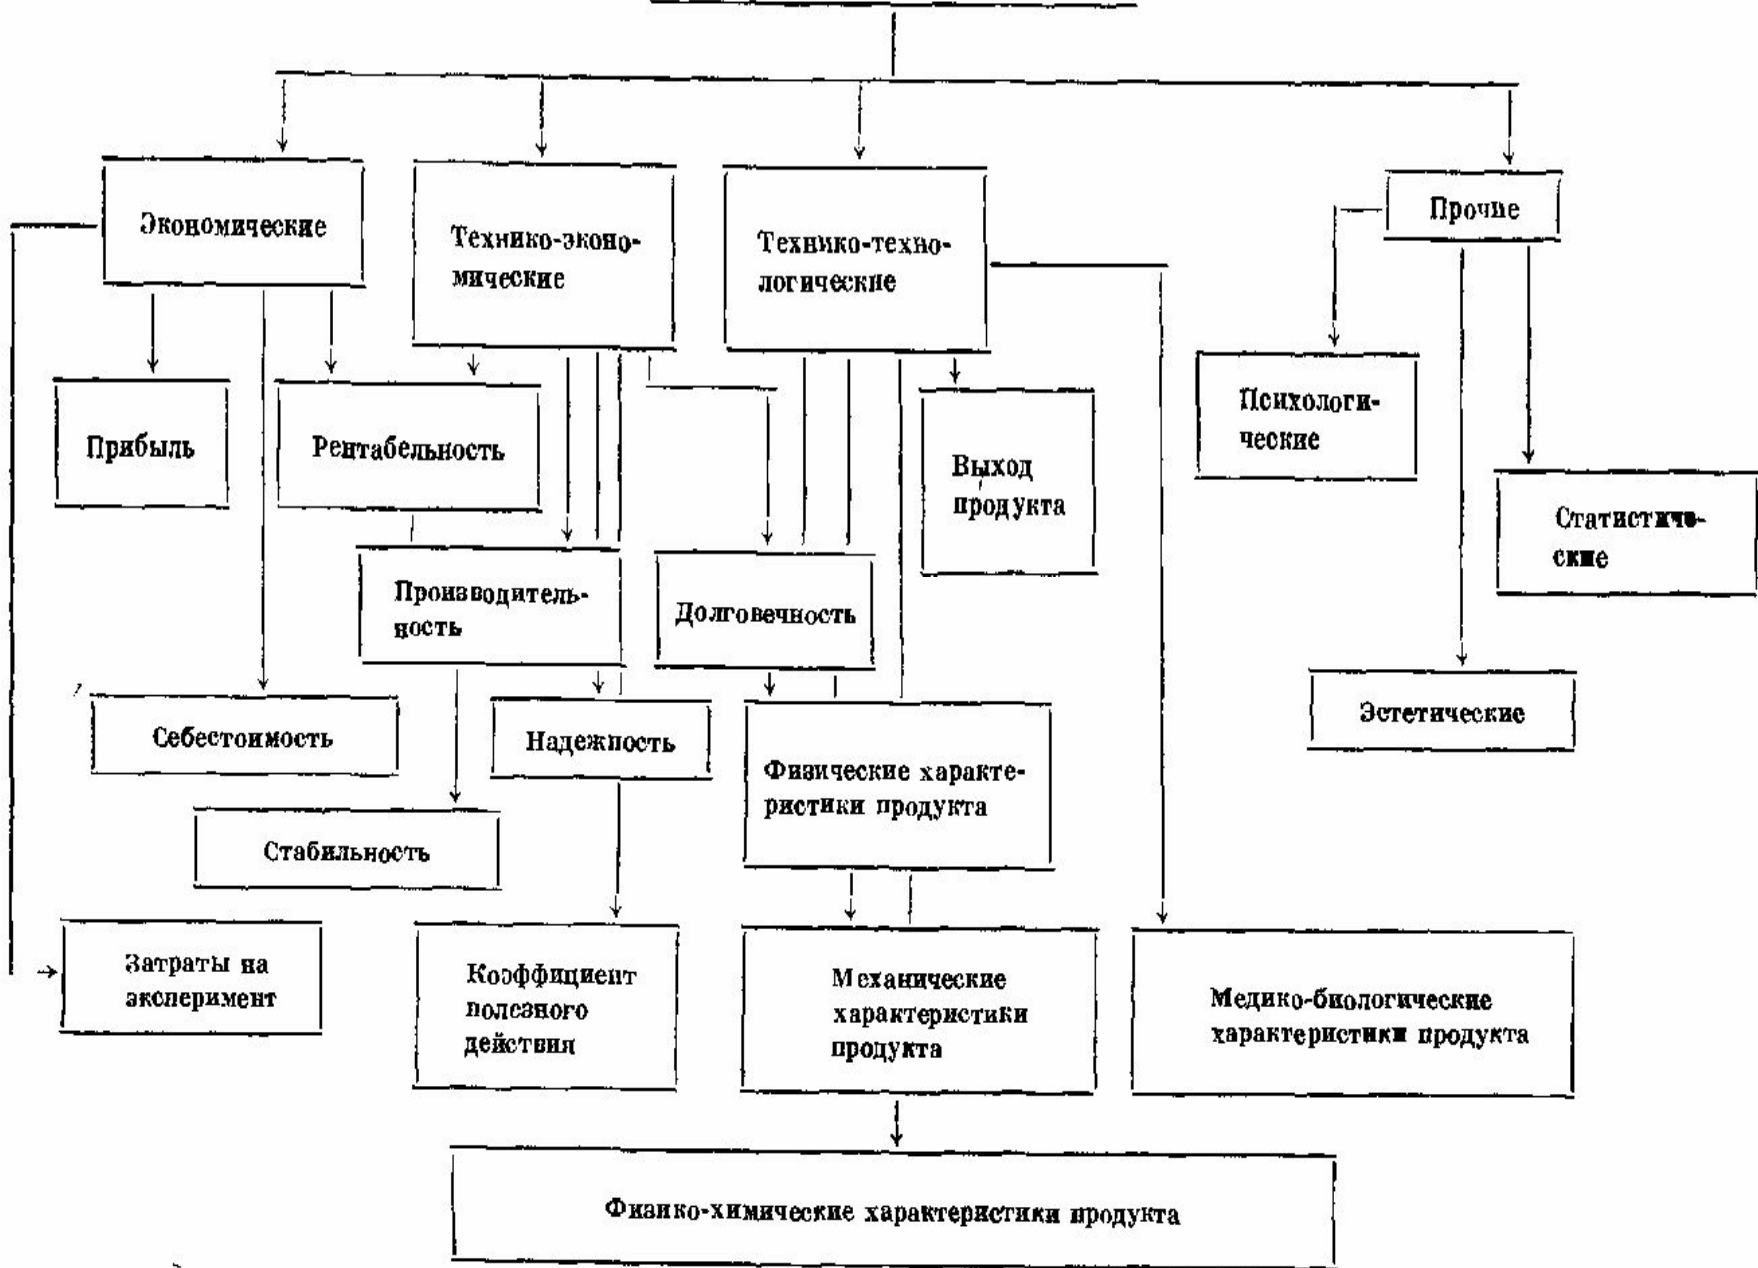 Экономические
Технико-эконо-
мические
Технико-техно-
логические
Прочие
Прибыль
Рентабельность
Выход
продукта
Психологи-
ческие
Статистиче-
ские
Производитель-
ность
Долговечность
Себестоимость
Надежность
Эстетические
Физические характе-
ристики продукта
Стабильность
Затраты на
эксперимент
Коэффициент
полезного
действия
Механические
характеристики
продукта
Медико-биологические
характеристики продукта
Физико-химические характеристики продукта